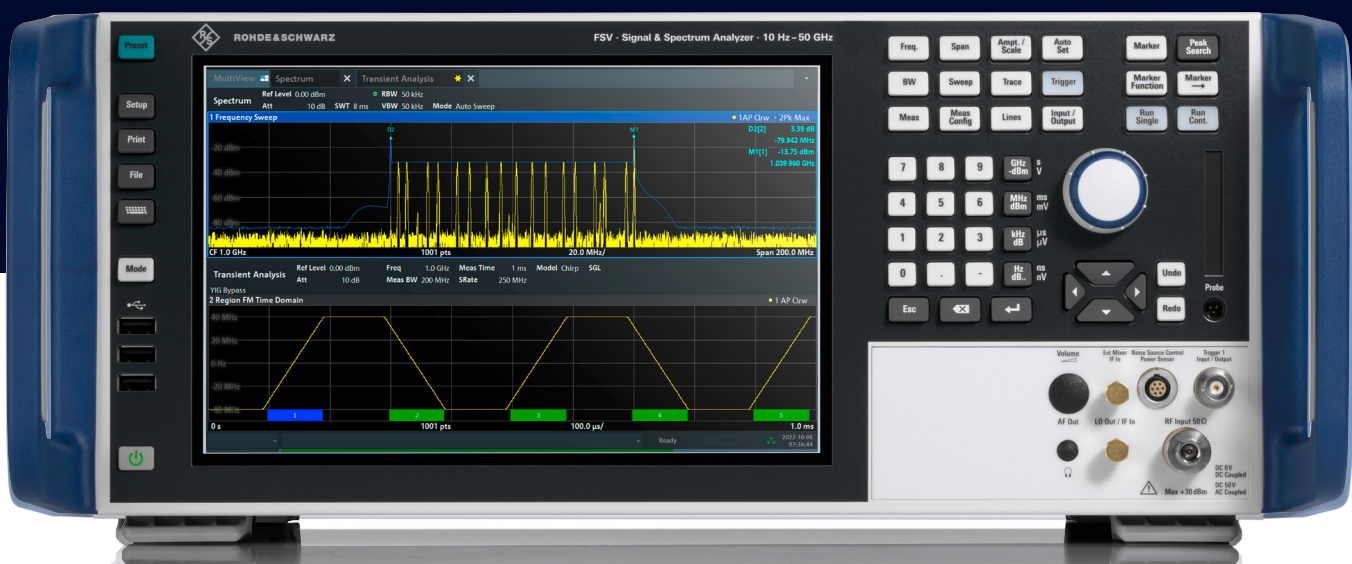 Preset
R&S
ROHDE&SCHWARZ
FSV · Signal & Spectrum Analyzer · 10 Hz – 50 GHz
Setup
Print
File
Mode
MultiView Spectrum X Transient Analysis X
Ref Level 0.00 dBm RBW 50 kHz
Spectrum Att 10 dB SWT 8 ms VBW 50 kHz Mode Auto Sweep
1 Frequency Sweep 1AP Clrw 2Pk Max
D2 M1 D2[2] 3.39 dB
-79.942 MHz
-20 dBm M1[1] -13.75 dBm
1.039 960 GHz
-40 dBm
-60 dBm
-80 dBm
CF 1.0 GHz 1001 pts 20.0 MHz/ Span 200.0 MHz
Ref Level 0.00 dBm Freq 1.0 GHz Meas Time 1 ms Model Chirp SGL
Transient Analysis Att 10 dB Meas BW 200 MHz SRate 250 MHz
YIG Bypass
2 Region FM Time Domain 1 AP Clrw
40 MHz
20 MHz
0 Hz
-20 MHz
-40 MHz 1 2 3 4 5
0 s 1001 pts 100.0 µs/ 1.0 ms
Ready 2022-10-06
07:36:44
Freq. Span Ampt. / Scale Auto Set Marker Peak Search
BW Sweep Trace Trigger Marker Function Marker →
Meas Meas Config Lines Input / Output Run Single Run Cont.
7 8 9 GHz -dBm s V
4 5 6 MHz dBm ms mV
1 2 3 kHz dB µs µV
0 . - Hz dB.. ns nV
Esc
Undo
Redo
Probe
Volume
Ext Mixer IF In
Noise Source Control Power Sensor
Trigger 1 Input / Output
AF Out
LO Out / IF In
RF Input 50 Ω
Max +30 dBm
DC 0 V
DC Coupled
DC 50 V
AC Coupled